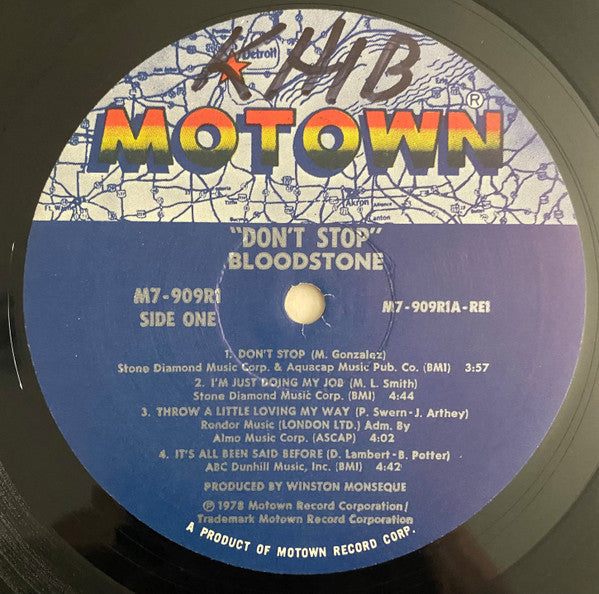 KHIB
Detroit
MOTOWN®
Akron
"DON'T STOP"
BLOODSTONE
M7-909R1
SIDE ONE
M7-909R1A-RE1
1. DON'T STOP (M. Gonzalez)
Stone Diamond Music Corp. & Aquacap Music Pub. Co. (BMI) 3:57
2. I'M JUST DOING MY JOB (M. L. Smith)
Stone Diamond Music Corp. (BMI) 4:44
3. THROW A LITTLE LOVING MY WAY (P. Swern-J. Arthey)
Rondor Music (LONDON LTD.) Adm. By
Almo Music Corp. (ASCAP) 4:02
4. IT'S ALL BEEN SAID BEFORE (D. Lambert-B. Potter)
ABC Dunhill Music, Inc. (BMI) 4:42
PRODUCED BY WINSTON MONSEQUE
℗ 1978 Motown Record Corporation/
Trademark Motown Record Corporation
A PRODUCT OF MOTOWN RECORD CORP.